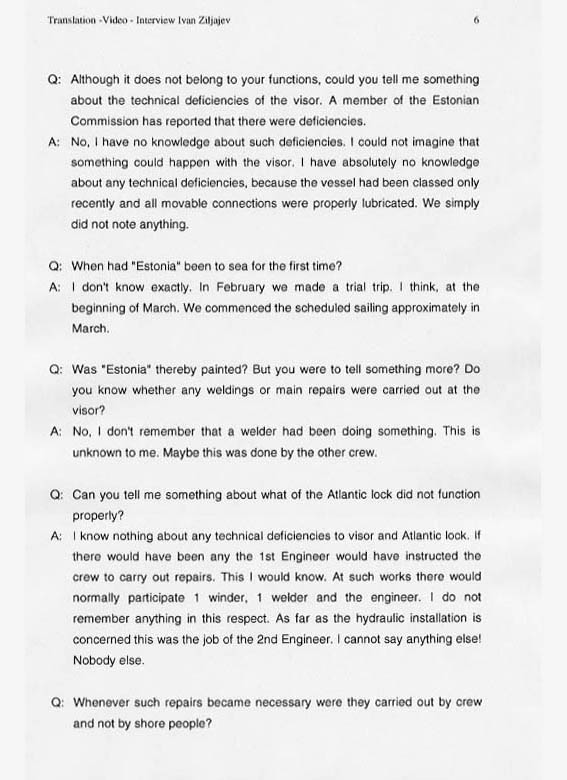 Translation -Video - Interview Ivan Ziljajev 6
Q: Although it does not belong to your functions, could you tell me something
about the technical deficiencies of the visor. A member of the Estonian
Commission has reported that there were deficiencies.
A: No, I have no knowledge about such deficiencies. I could not imagine that
something could happen with the visor. I have absolutely no knowledge
about any technical deficiencies, because the vessel had been classed only
recently and all movable connections were properly lubricated. We simply
did not note anything.
Q: When had "Estonia" been to sea for the first time?
A: I don't know exactly. In February we made a trial trip. I think, at the
beginning of March. We commenced the scheduled sailing approximately in
March.
Q: Was "Estonia" thereby painted? But you were to tell something more? Do
you know whether any weldings or main repairs were carried out at the
visor?
A: No, I don't remember that a welder had been doing something. This is
unknown to me. Maybe this was done by the other crew.
Q: Can you tell me something about what of the Atlantic lock did not function
properly?
A: I know nothing about any technical deficiencies to visor and Atlantic lock. If
there would have been any the 1st Engineer would have instructed the
crew to carry out repairs. This I would know. At such works there would
normally participate 1 winder, 1 welder and the engineer. I do not
remember anything in this respect. As far as the hydraulic installation is
concerned this was the job of the 2nd Engineer. I cannot say anything else!
Nobody else.
Q: Whenever such repairs became necessary were they carried out by crew
and not by shore people?